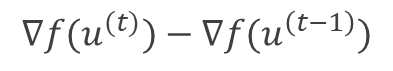 ∇f(u^(t)) − ∇f(u^(t−1))